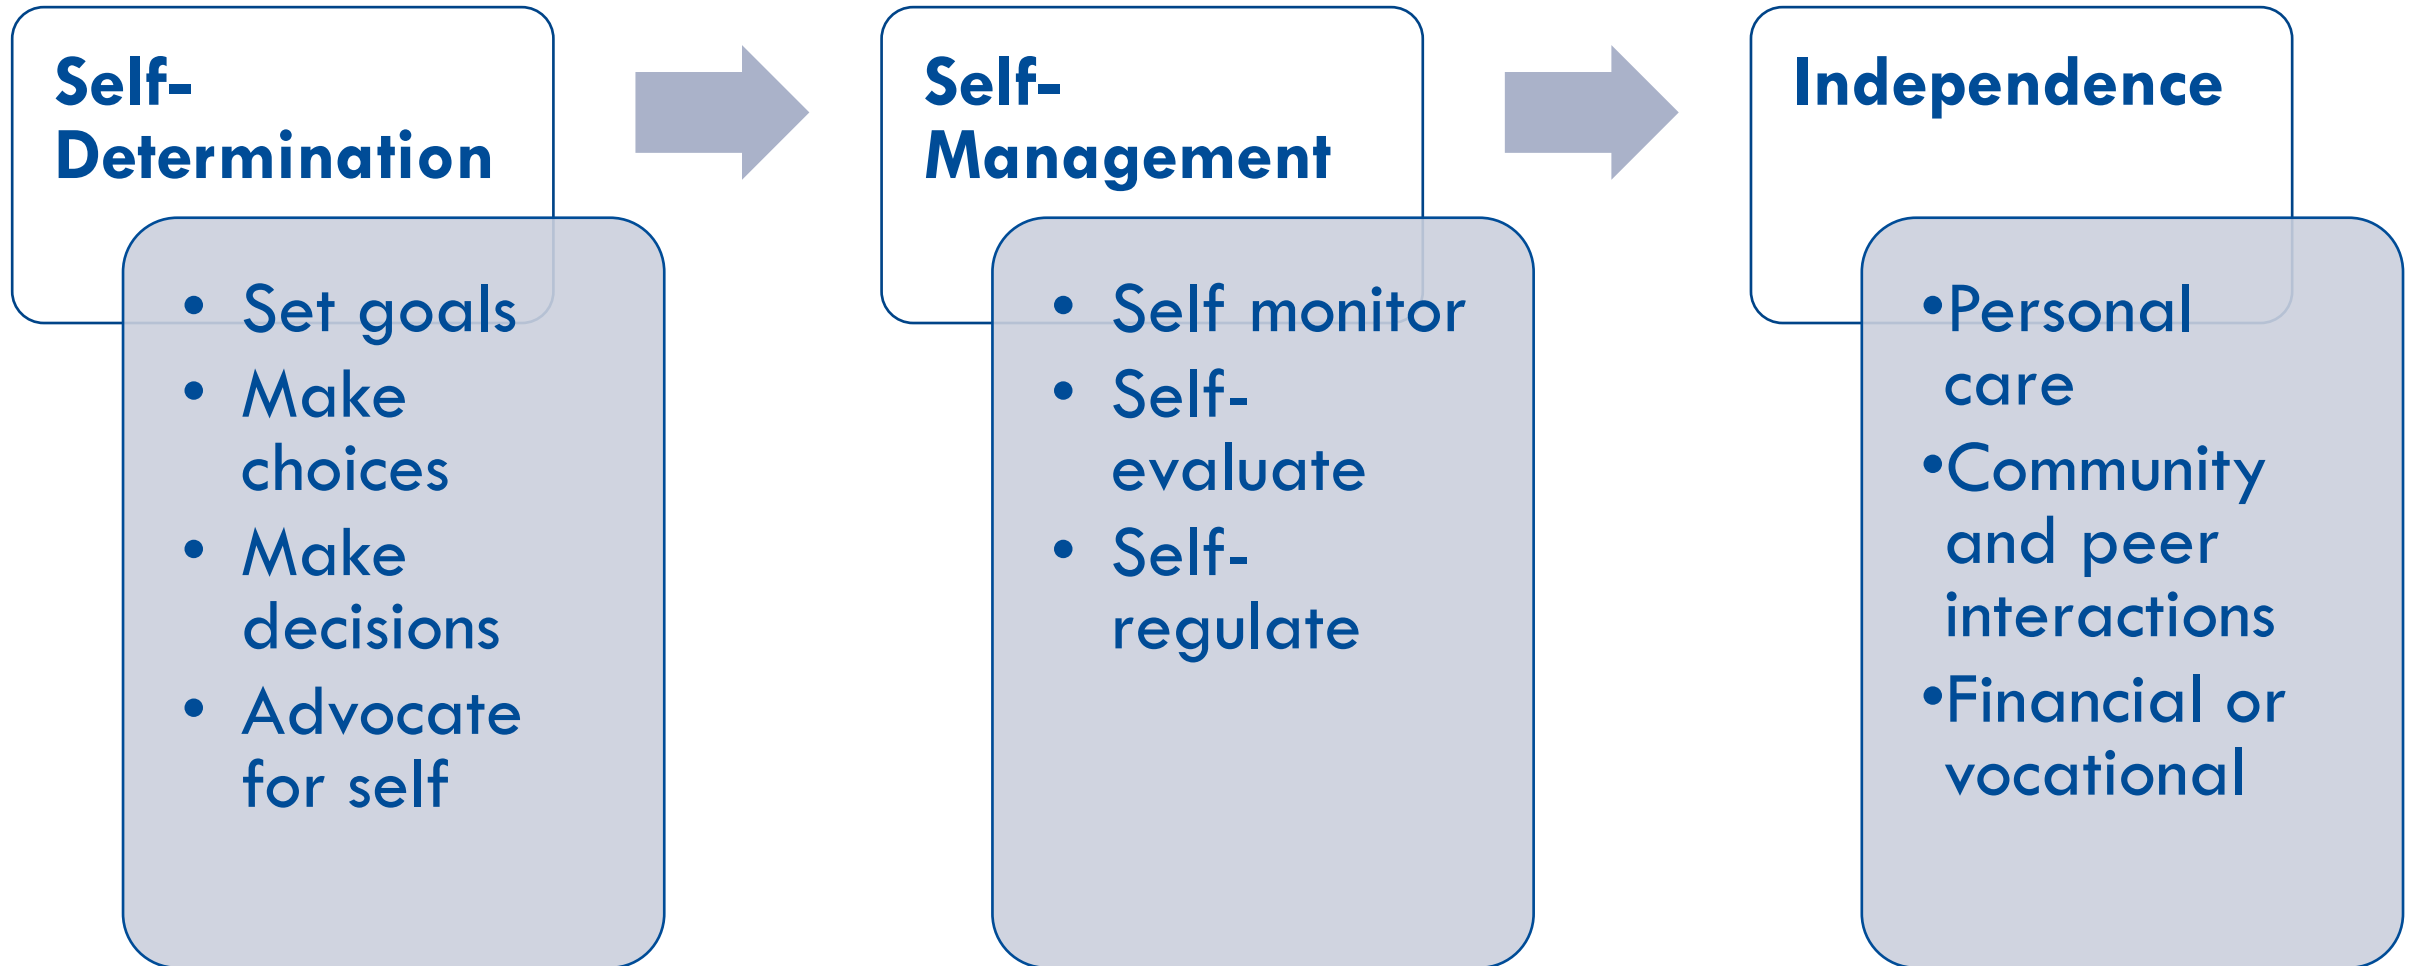 Self-
Determination
• Set goals
• Make
choices
• Make
decisions
• Advocate
for self
Self-
Management
• Self monitor
• Self-
evaluate
• Self-
regulate
Independence
•Personal
care
•Community
and peer
interactions
•Financial or
vocational